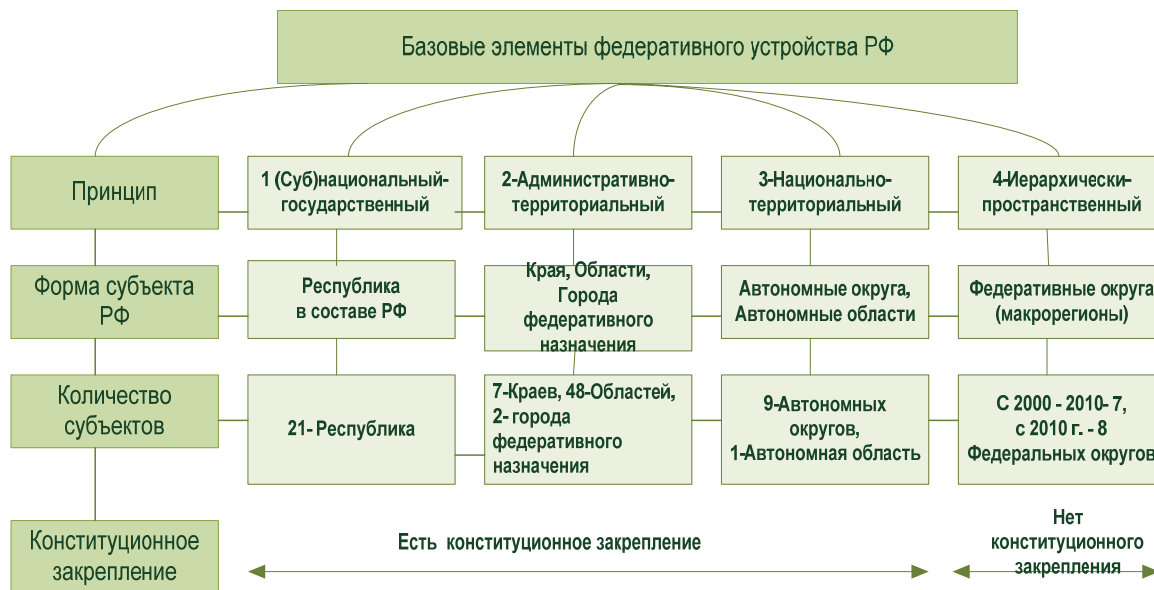 Базовые элементы федеративного устройства РФ
Принцип
1 (Суб)национальный-
государственный
2-Административно-
территориальный
3-Национально-
территориальный
4-Иерархически-
пространственный
Форма субъекта
РФ
Республика
в составе РФ
Края, Области,
Города
федеративного
назначения
Автономные округа,
Автономные области
Федеративные округа
(макрорегионы)
Количество
субъектов
21- Республика
7-Краев, 48-Областей,
2- города
федеративного
назначения
9-Автономных
округов,
1-Автономная область
С 2000 - 2010- 7,
с 2010 г. - 8
Федеральных округов
Конституционное
закрепление
Есть конституционное закрепление
Нет
конституционного
закрепления